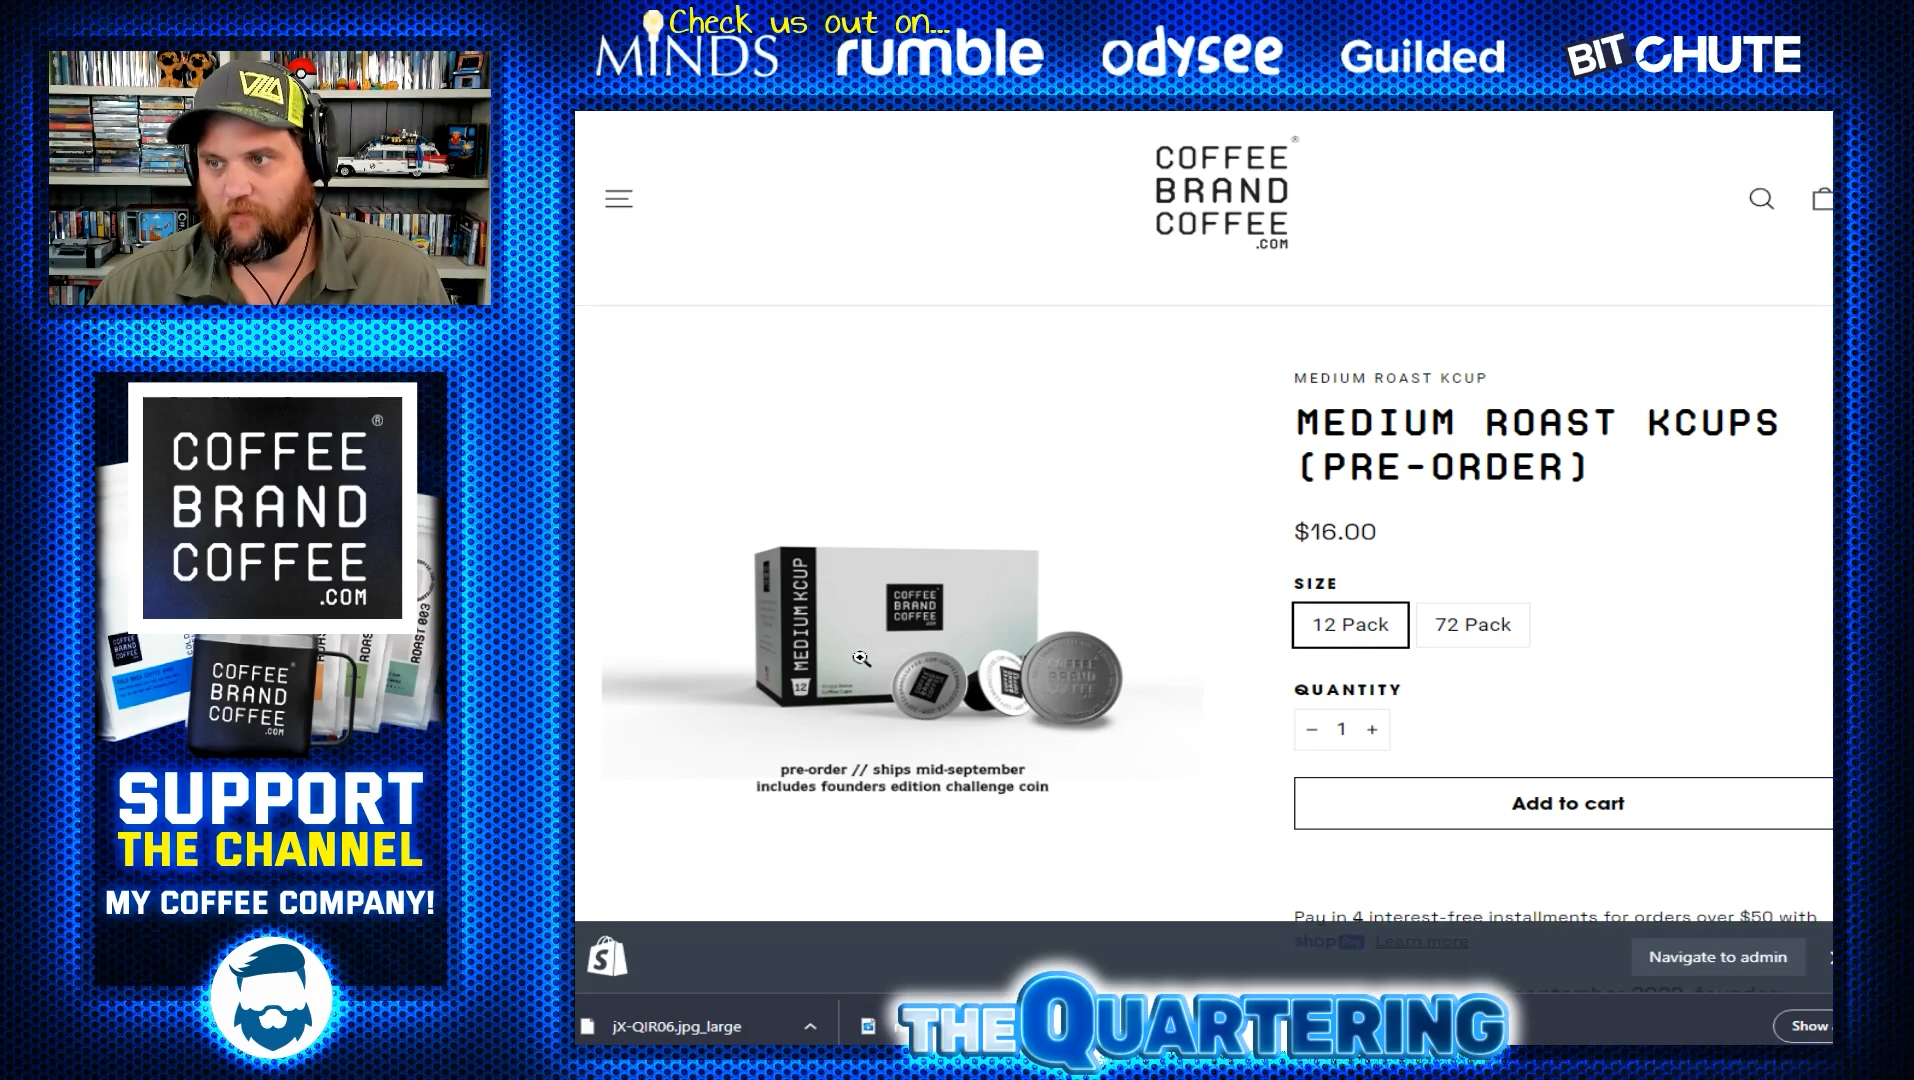 Check us out on...
MINDS
rumble
odysee
Guilded
BITCHUTE
COFFEE
BRAND
COFFEE
.COM
®
MEDIUM ROAST KCUP
MEDIUM ROAST KCUPS
(PRE-ORDER)
$16.00
SIZE
12 Pack
72 Pack
QUANTITY
− 1 +
Add to cart
MEDIUM KCUP
12
COFFEE
BRAND
COFFEE
pre-order // ships mid-september
includes founders edition challenge coin
Pay in 4 interest-free installments for orders over $50 with
shop Pay Learn more
Navigate to admin
jX-QIR06.jpg_large
Show
COFFEE
BRAND
COFFEE
.COM
®
ROAST 003
COFFEE
BRAND
COFFEE
.COM
SUPPORT
THE CHANNEL
MY COFFEE COMPANY!
THE QUARTERING